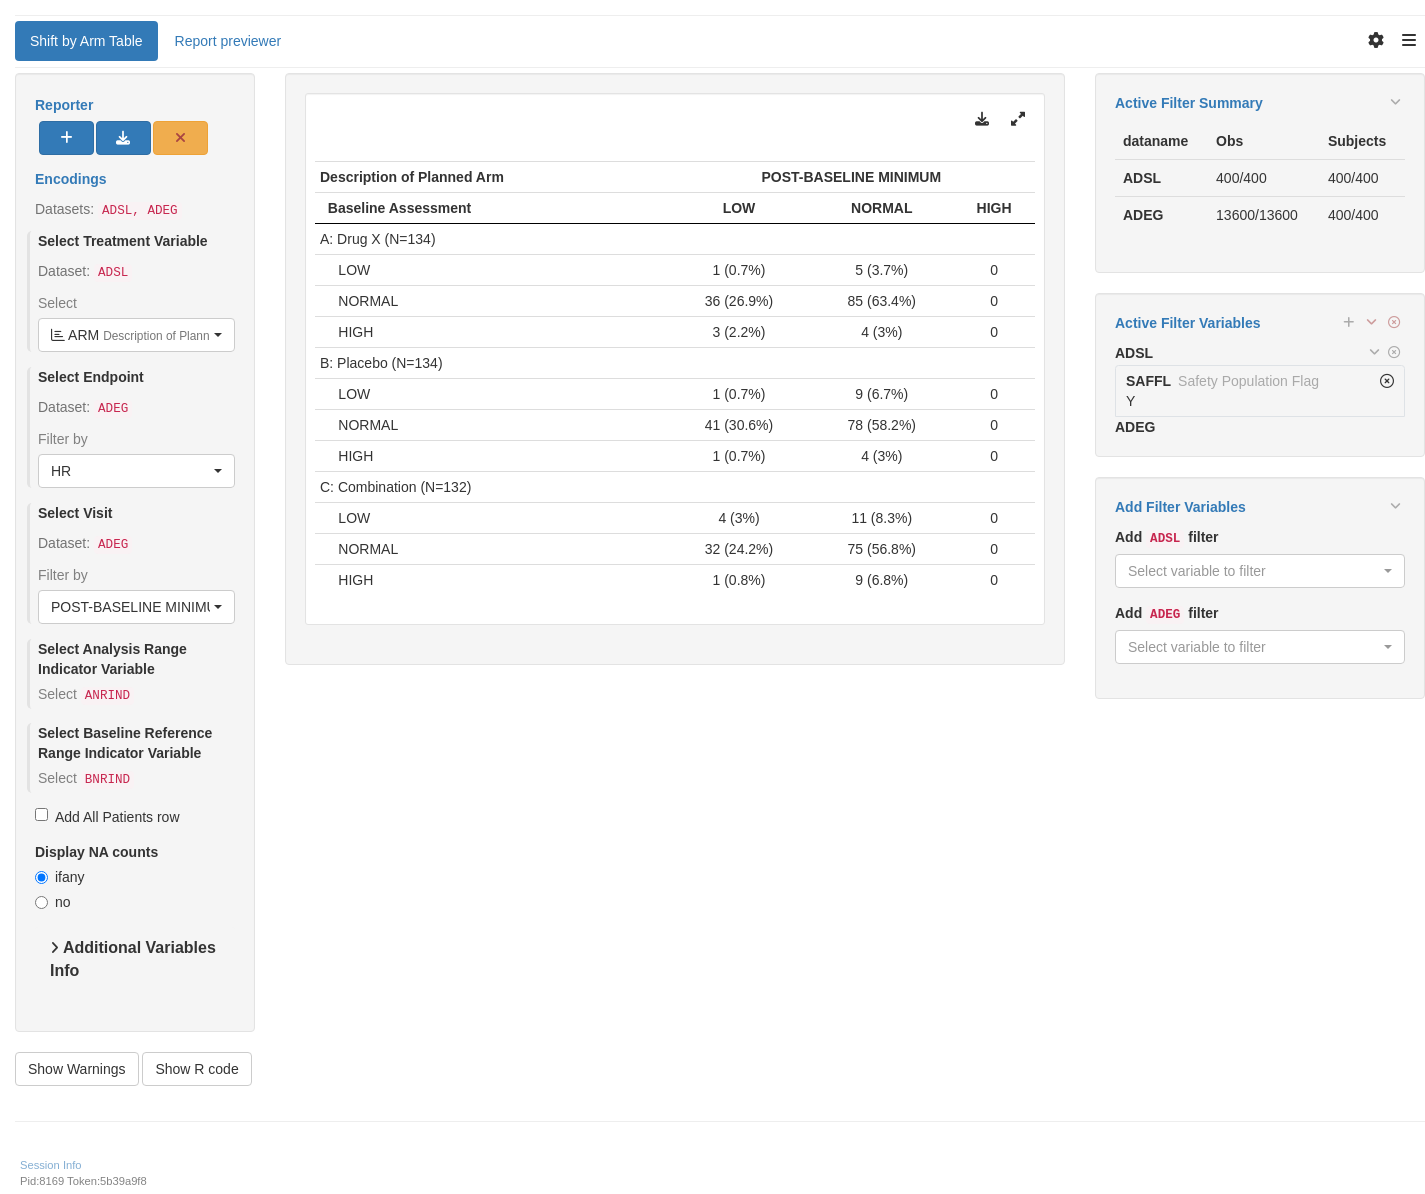 Shift by Arm Table Report previewer
Reporter
Encodings
Datasets: ADSL, ADEG
Select Treatment Variable
Dataset: ADSL
Select
ARM Description of Plann
Select Endpoint
Dataset: ADEG
Filter by
HR
Select Visit
Dataset: ADEG
Filter by
POST-BASELINE MINIMU
Select Analysis Range
Indicator Variable
Select ANRIND
Select Baseline Reference
Range Indicator Variable
Select BNRIND
Add All Patients row
Display NA counts
ifany
no
Additional Variables
Info
Show Warnings Show R code
Description of Planned Arm POST-BASELINE MINIMUM
Baseline Assessment LOW NORMAL HIGH
A: Drug X (N=134)
LOW 1 (0.7%) 5 (3.7%) 0
NORMAL 36 (26.9%) 85 (63.4%) 0
HIGH 3 (2.2%) 4 (3%) 0
B: Placebo (N=134)
LOW 1 (0.7%) 9 (6.7%) 0
NORMAL 41 (30.6%) 78 (58.2%) 0
HIGH 1 (0.7%) 4 (3%) 0
C: Combination (N=132)
LOW 4 (3%) 11 (8.3%) 0
NORMAL 32 (24.2%) 75 (56.8%) 0
HIGH 1 (0.8%) 9 (6.8%) 0
Active Filter Summary
dataname Obs Subjects
ADSL 400/400 400/400
ADEG 13600/13600 400/400
Active Filter Variables
ADSL
SAFFL Safety Population Flag
Y
ADEG
Add Filter Variables
Add ADSL filter
Select variable to filter
Add ADEG filter
Select variable to filter
Session Info
Pid:8169 Token:5b39a9f8